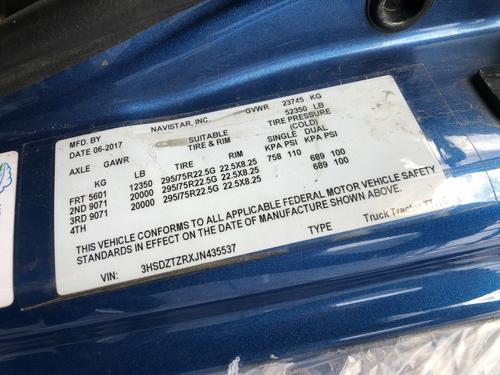 MFD. BY NAVISTAR, INC. GVWR 23745 KG
52350 LB
DATE 06-2017 SUITABLE TIRE PRESSURE
TIRE & RIM (COLD)
AXLE GAWR TIRE RIM SINGLE DUAL
KG LB KPA PSI KPA PSI
FRT 5601 12350 295/75R22.5G 22.5X8.25 758 110
2ND 9071 20000 295/75R22.5G 22.5X8.25 689 100
3RD 9071 20000 295/75R22.5G 22.5X8.25 689 100
4TH
THIS VEHICLE CONFORMS TO ALL APPLICABLE FEDERAL MOTOR VEHICLE SAFETY
STANDARDS IN EFFECT ON THE DATE OF MANUFACTURE SHOWN ABOVE.
VIN: 3HSDZTZRXJN435537 TYPE Truck Tractor